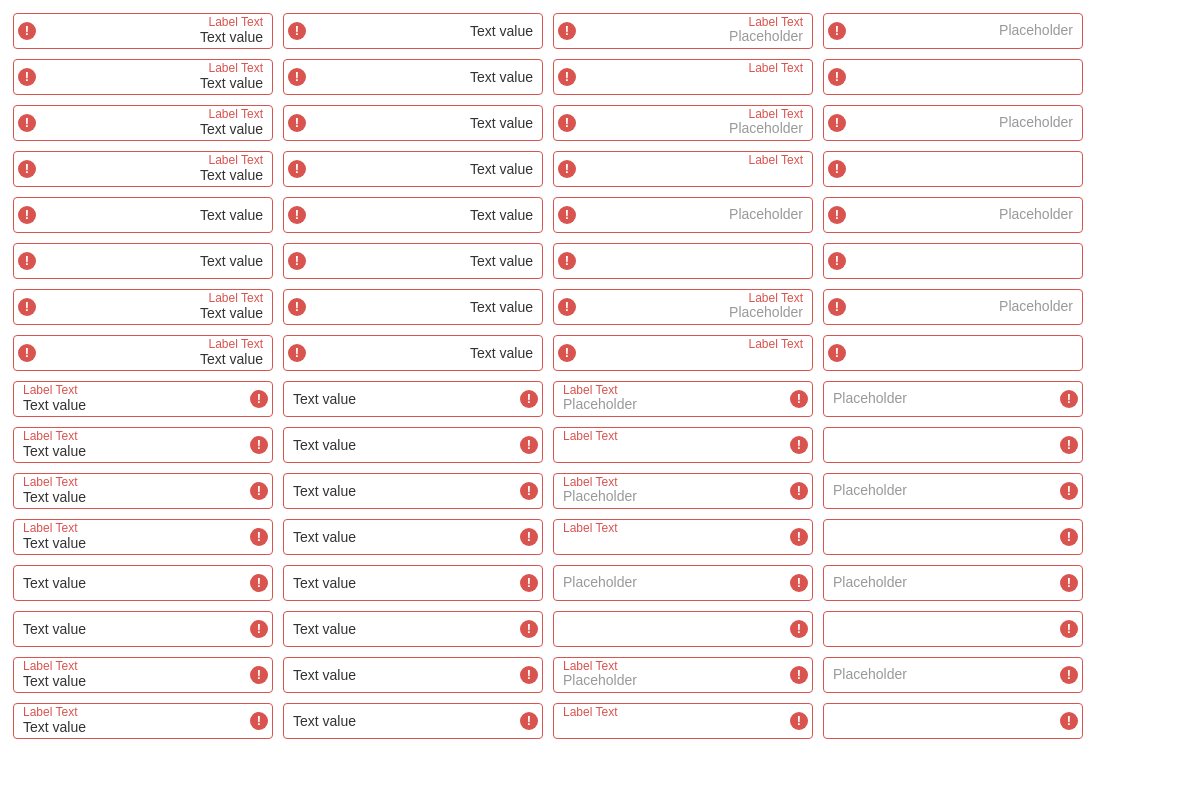 ! Label Text ! Text value ! Label Text ! Placeholder
Text value Placeholder
! Label Text ! Text value ! Label Text !
Text value
! Label Text ! Text value ! Label Text ! Placeholder
Text value Placeholder
! Label Text ! Text value ! Label Text !
Text value
! Text value ! Text value ! Placeholder ! Placeholder
! Text value ! Text value ! !
! Label Text ! Text value ! Label Text ! Placeholder
Text value Placeholder
! Label Text ! Text value ! Label Text !
Text value
Label Text ! Text value ! Label Text ! Placeholder !
Text value Placeholder
Label Text ! Text value ! Label Text ! !
Text value
Label Text ! Text value ! Label Text ! Placeholder !
Text value Placeholder
Label Text ! Text value ! Label Text ! !
Text value
Text value ! Text value ! Placeholder ! Placeholder !
Text value ! Text value ! ! !
Label Text ! Text value ! Label Text ! Placeholder !
Text value Placeholder
Label Text ! Text value ! Label Text ! !
Text value